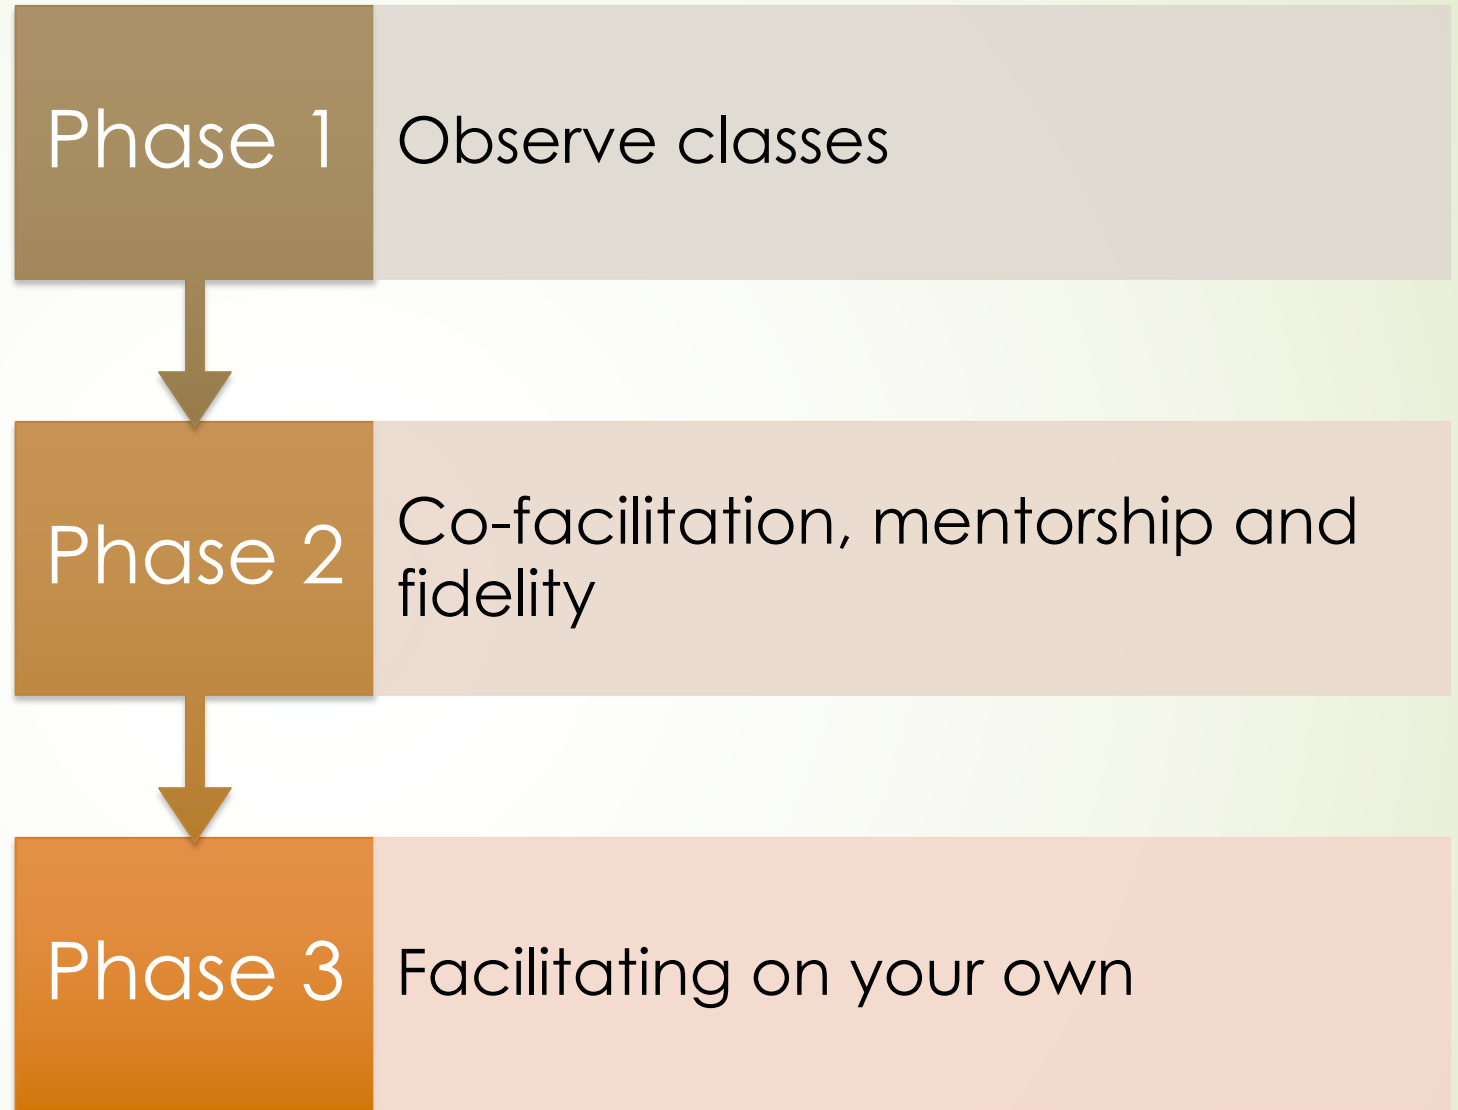 Phase 1
Observe classes
Phase 2
Co-facilitation, mentorship and
fidelity
Phase 3
Facilitating on your own